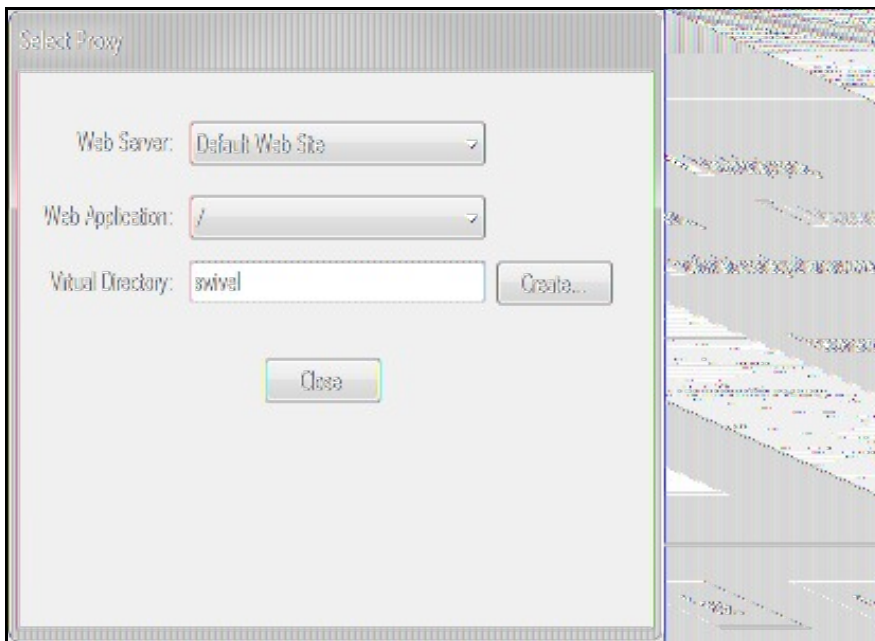 Select Proxy
Web Server: Default Web Site
Web Application: /
Virtual Directory: swivel Create...
Close